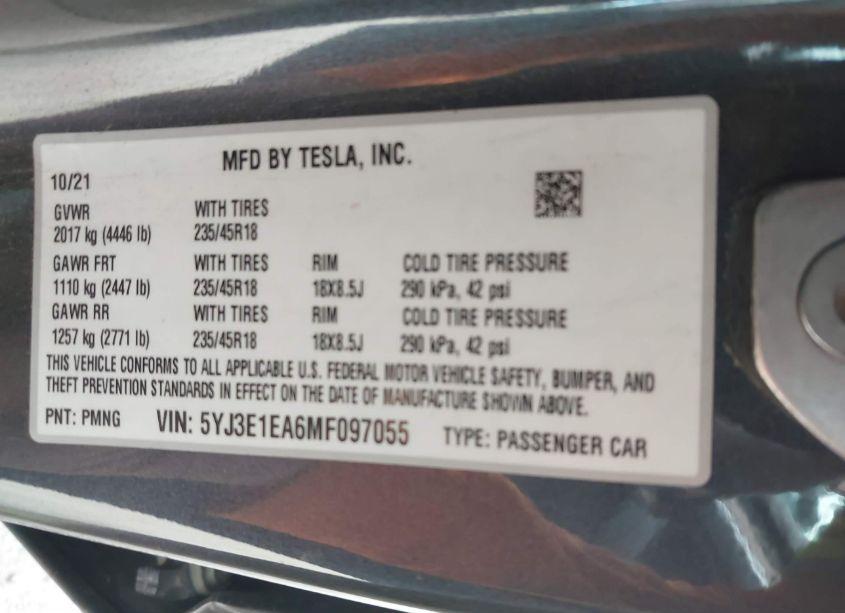 MFD BY TESLA, INC.
10/21
GVWR WITH TIRES
2017 kg (4446 lb) 235/45R18
GAWR FRT WITH TIRES RIM COLD TIRE PRESSURE
1110 kg (2447 lb) 235/45R18 18X8.5J 290 kPa, 42 psi
GAWR RR WITH TIRES RIM COLD TIRE PRESSURE
1257 kg (2771 lb) 235/45R18 18X8.5J 290 kPa, 42 psi
THIS VEHICLE CONFORMS TO ALL APPLICABLE U.S. FEDERAL MOTOR VEHICLE SAFETY, BUMPER, AND
THEFT PREVENTION STANDARDS IN EFFECT ON THE DATE OF MANUFACTURE SHOWN ABOVE.
PNT: PMNG VIN: 5YJ3E1EA6MF097055 TYPE: PASSENGER CAR